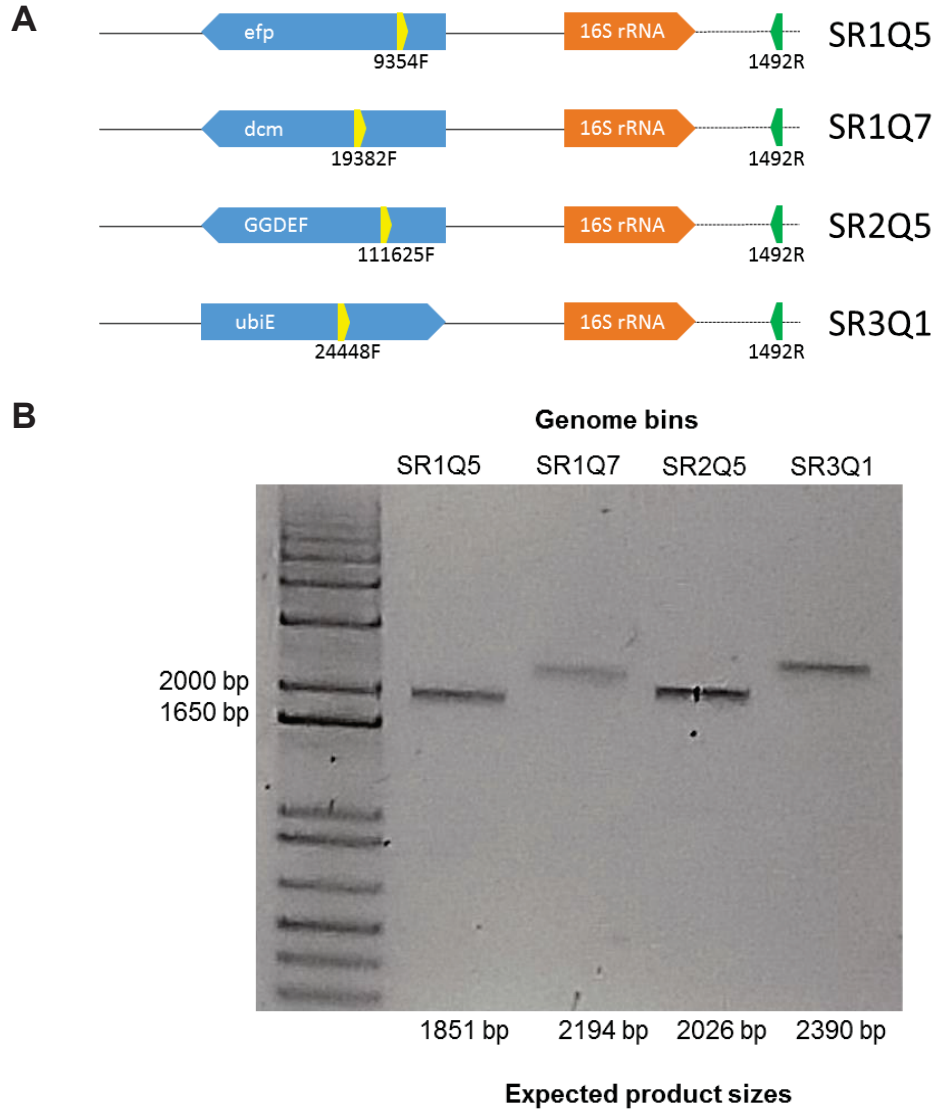 A
efp
9354F
16S rRNA
1492R
SR1Q5
dcm
19382F
16S rRNA
1492R
SR1Q7
GGDEF
111625F
16S rRNA
1492R
SR2Q5
ubiE
24448F
16S rRNA
1492R
SR3Q1
B
Genome bins
SR1Q5 SR1Q7 SR2Q5 SR3Q1
2000 bp
1650 bp
1851 bp 2194 bp 2026 bp 2390 bp
Expected product sizes